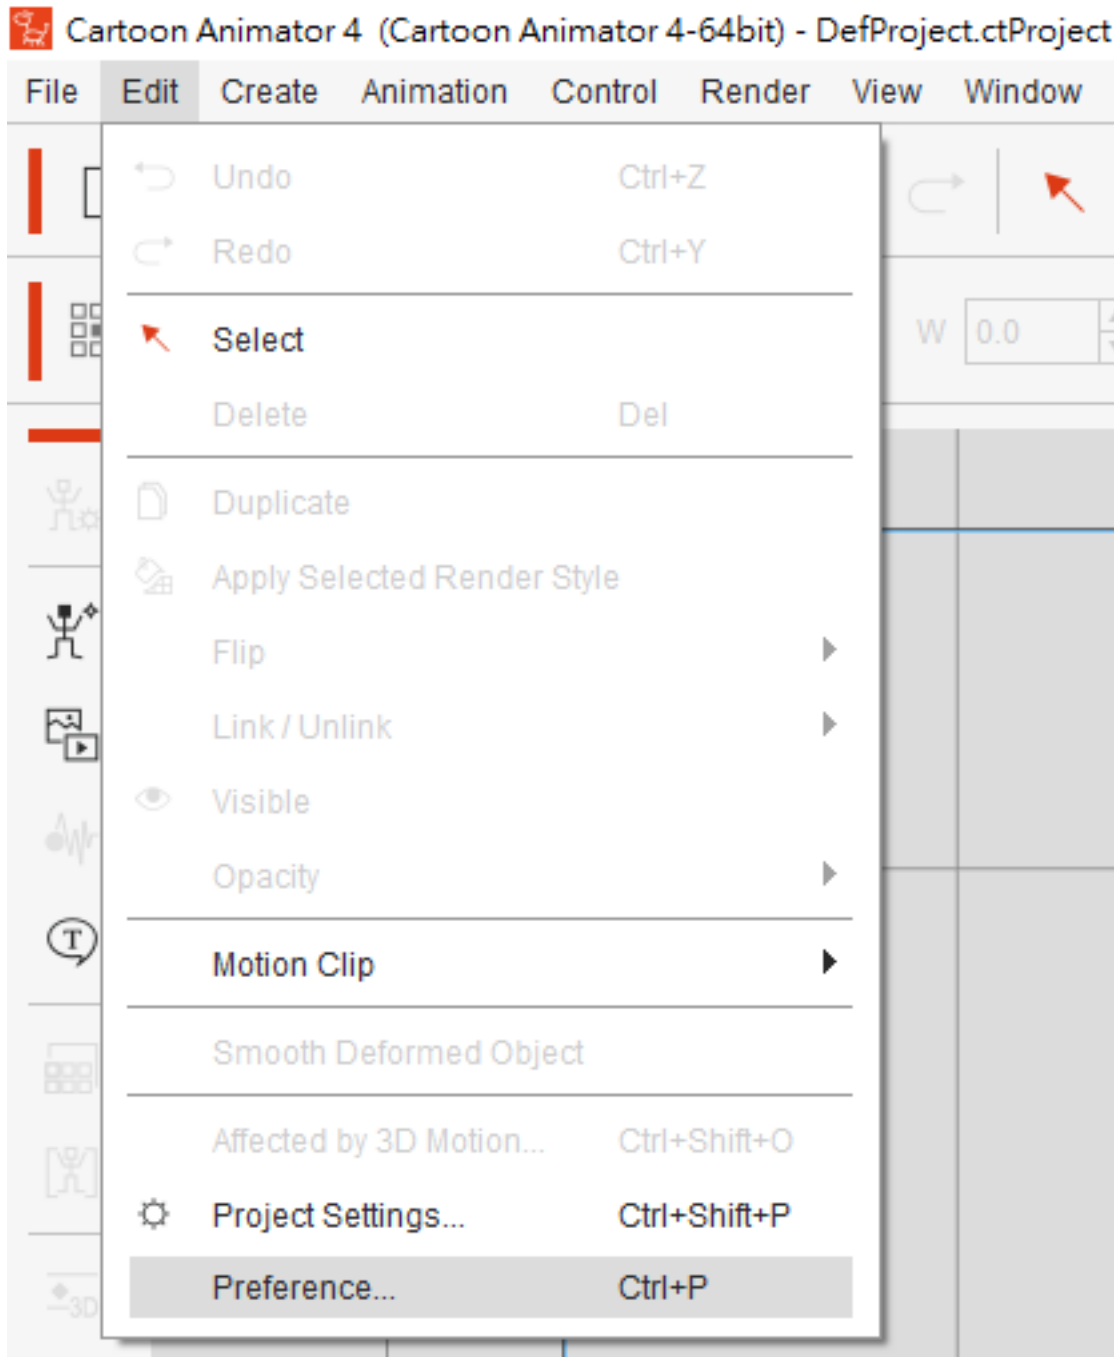 Cartoon Animator 4 (Cartoon Animator 4-64bit) - DefProject.ctProject
File Edit Create Animation Control Render View Window
Undo Ctrl+Z
Redo Ctrl+Y
Select
W 0.0
Delete Del
Duplicate
Apply Selected Render Style
Flip
Link / Unlink
Visible
Opacity
T
Motion Clip
Smooth Deformed Object
Affected by 3D Motion... Ctrl+Shift+O
Project Settings... Ctrl+Shift+P
Preference... Ctrl+P
3D